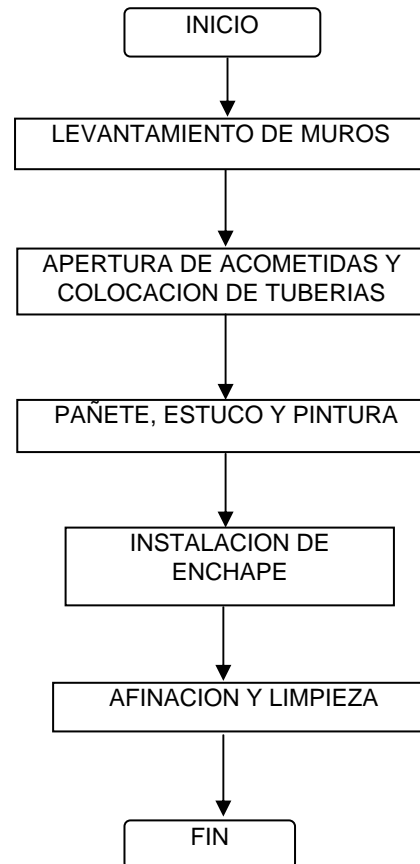 INICIO
LEVANTAMIENTO DE MUROS
APERTURA DE ACOMETIDAS Y
COLOCACION DE TUBERIAS
PAÑETE, ESTUCO Y PINTURA
INSTALACION DE
ENCHAPE
AFINACION Y LIMPIEZA
FIN